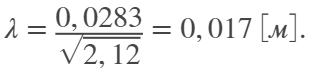 λ = 0,0283 / √2,12 = 0,017 [м].